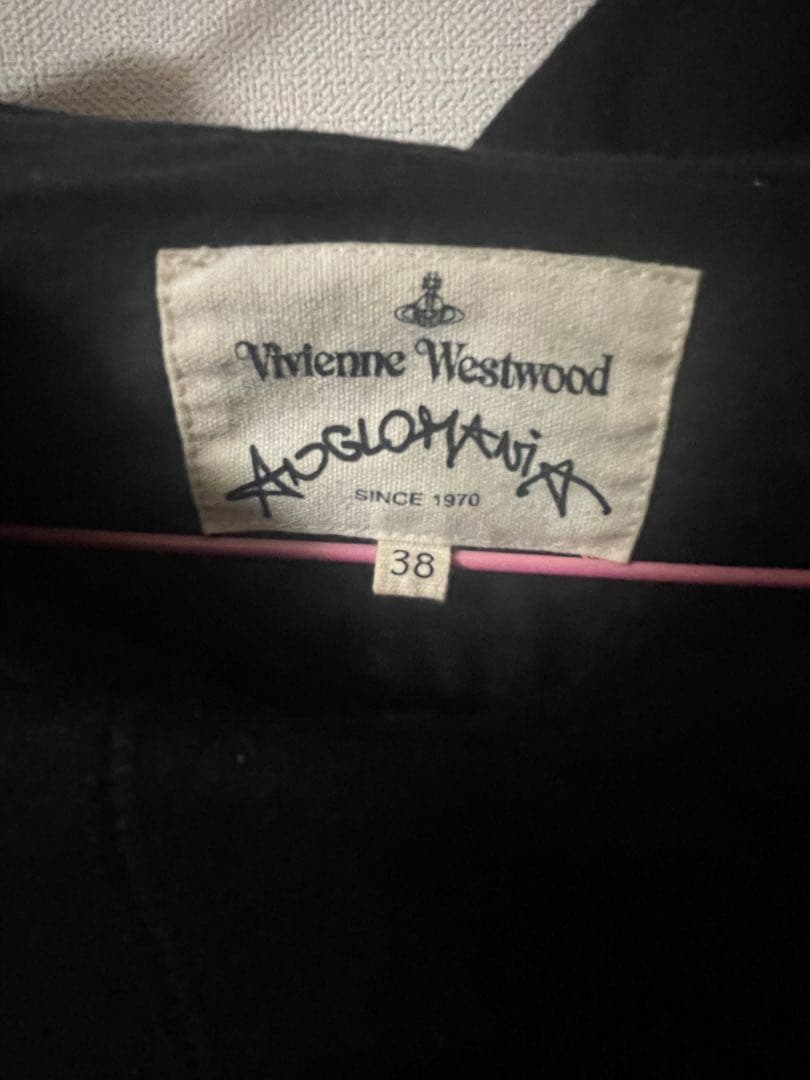 Vivienne Westwood
ANGLOMANiA
SINCE 1970
38